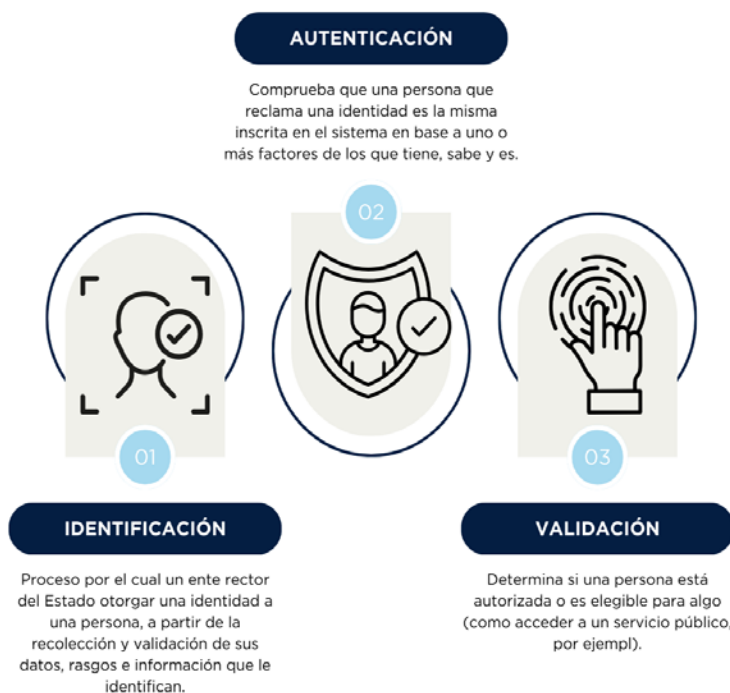 AUTENTICACIÓN
Comprueba que una persona que
reclama una identidad es la misma
inscrita en el sistema en base a uno o
más factores de los que tiene, sabe y es.
02
01
03
IDENTIFICACIÓN
Proceso por el cual un ente rector
del Estado otorgar una identidad a
una persona, a partir de la
recolección y validación de sus
datos, rasgos e información que le
identifican.
VALIDACIÓN
Determina si una persona está
autorizada o es elegible para algo
(como acceder a un servicio público,
por ejempl).